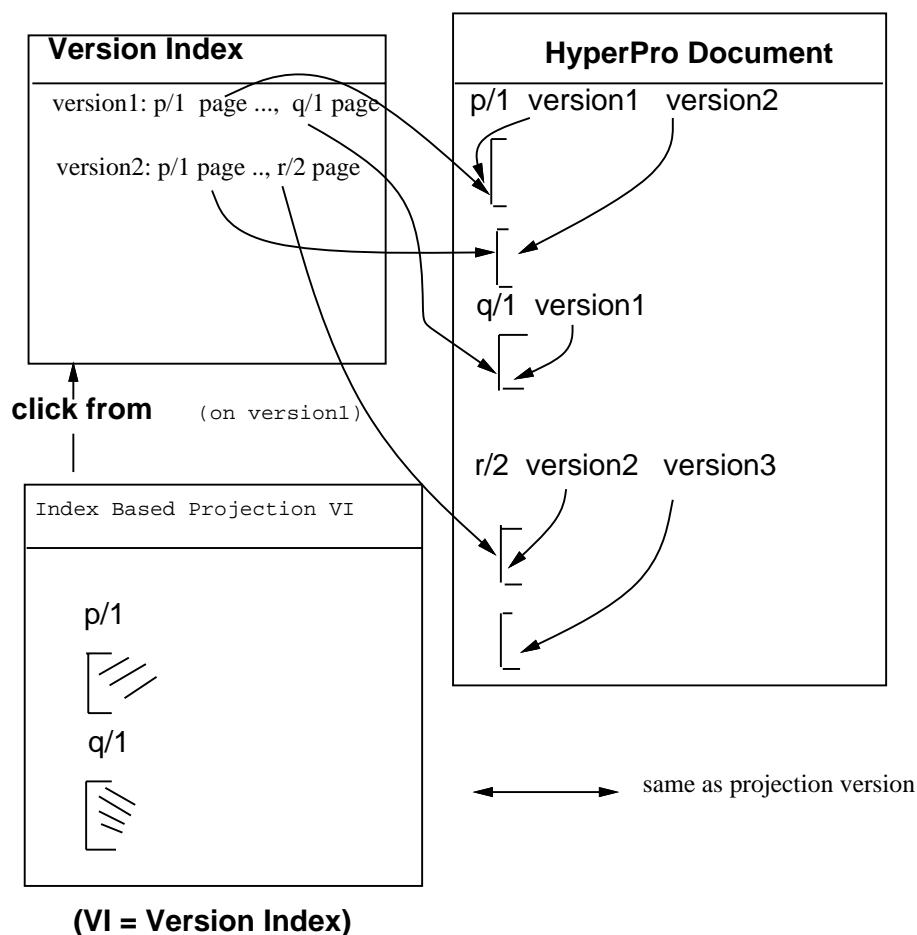 Version Index
version1: p/1 page ..., q/1 page
version2: p/1 page .., r/2 page
HyperPro Document
p/1 version1 version2
q/1 version1
r/2 version2 version3
click from (on version1)
Index Based Projection VI
p/1
q/1
same as projection version
(VI = Version Index)